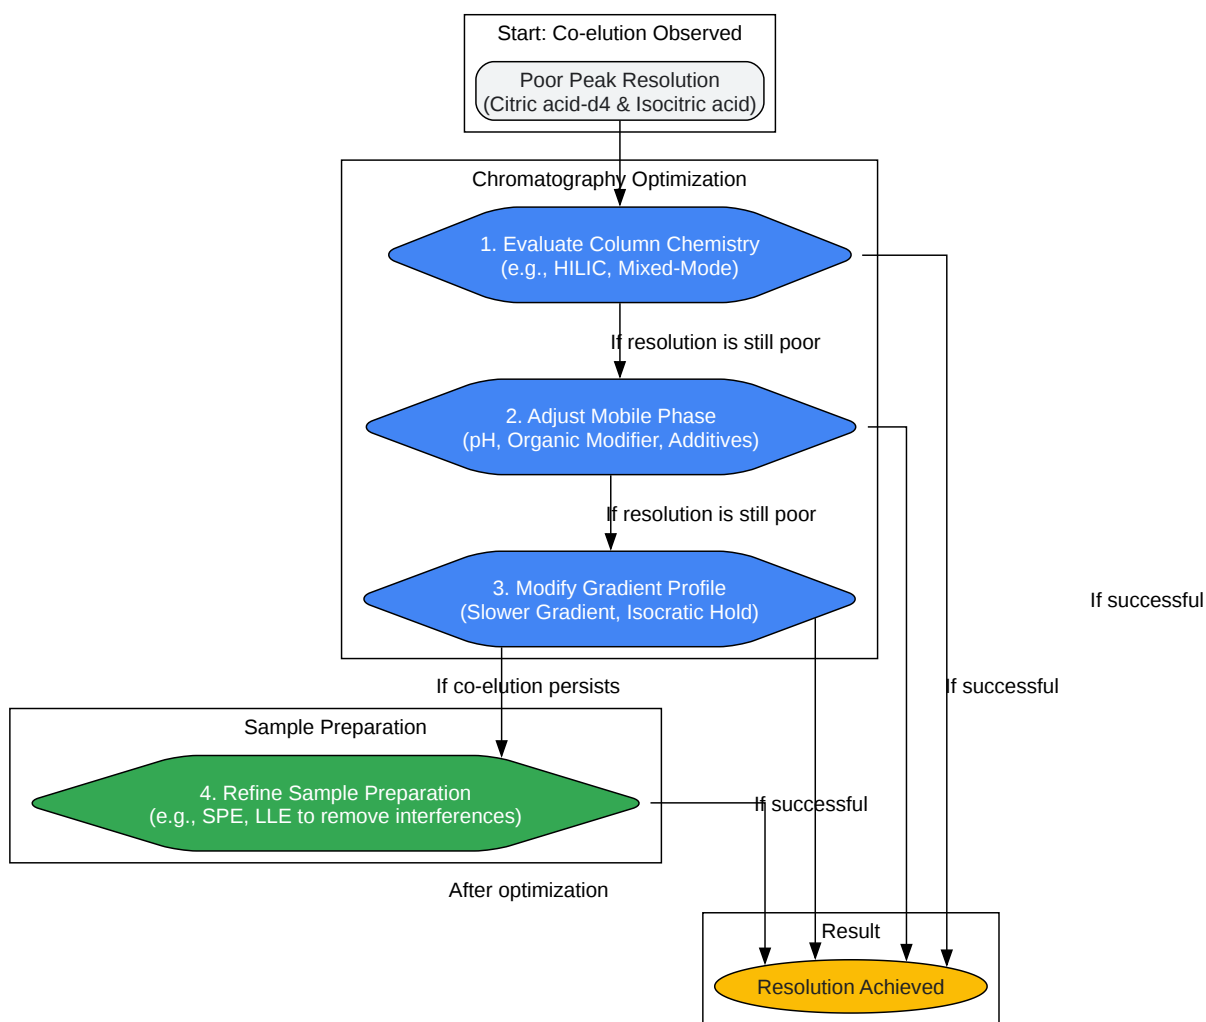 Start: Co-elution Observed
Poor Peak Resolution
(Citric acid-d4 & Isocitric acid)
Chromatography Optimization
1. Evaluate Column Chemistry
(e.g., HILIC, Mixed-Mode)
If resolution is still poor
2. Adjust Mobile Phase
(pH, Organic Modifier, Additives)
If resolution is still poor
3. Modify Gradient Profile
(Slower Gradient, Isocratic Hold)
If successful
If co-elution persists
If successful
Sample Preparation
4. Refine Sample Preparation
(e.g., SPE, LLE to remove interferences)
If successful
After optimization
Result
Resolution Achieved